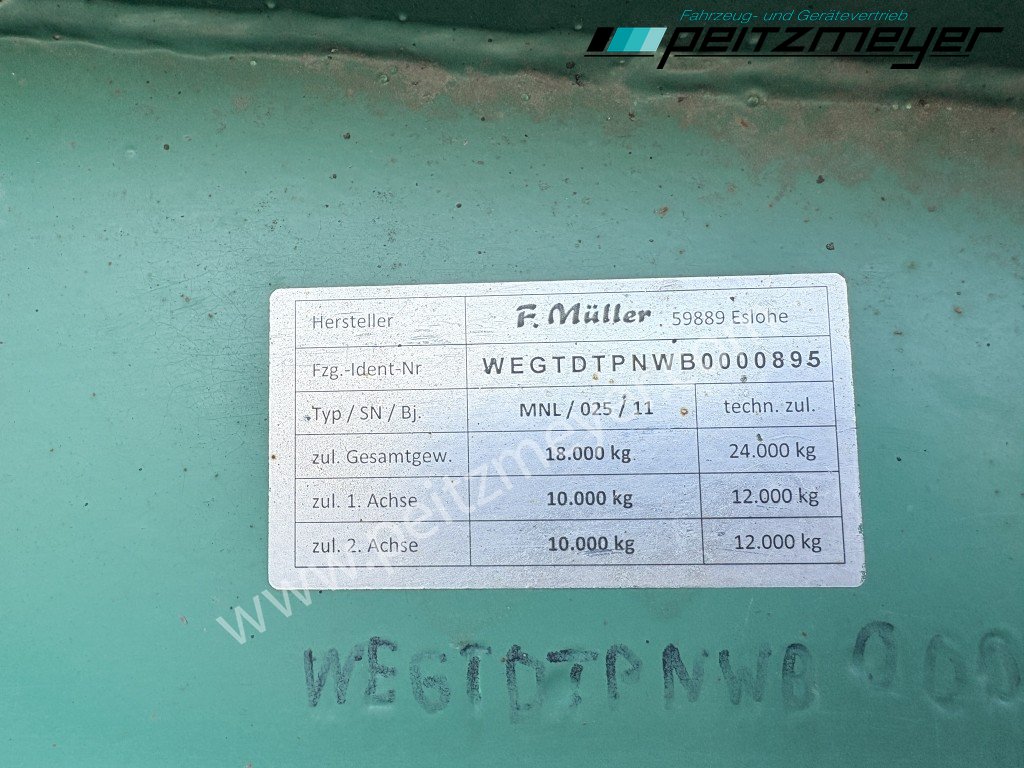 Fahrzeug- und Gerätevertrieb
peitzmeyer
Hersteller F. Müller 59889 Eslohe
Fzg.-Ident-Nr WEGTDTPNWB0000895
Typ / SN / Bj. MNL / 025 / 11 techn. zul.
zul. Gesamtgew. 18.000 kg 24.000 kg
zul. 1. Achse 10.000 kg 12.000 kg
zul. 2. Achse 10.000 kg 12.000 kg
WEGTDTPNWB 000